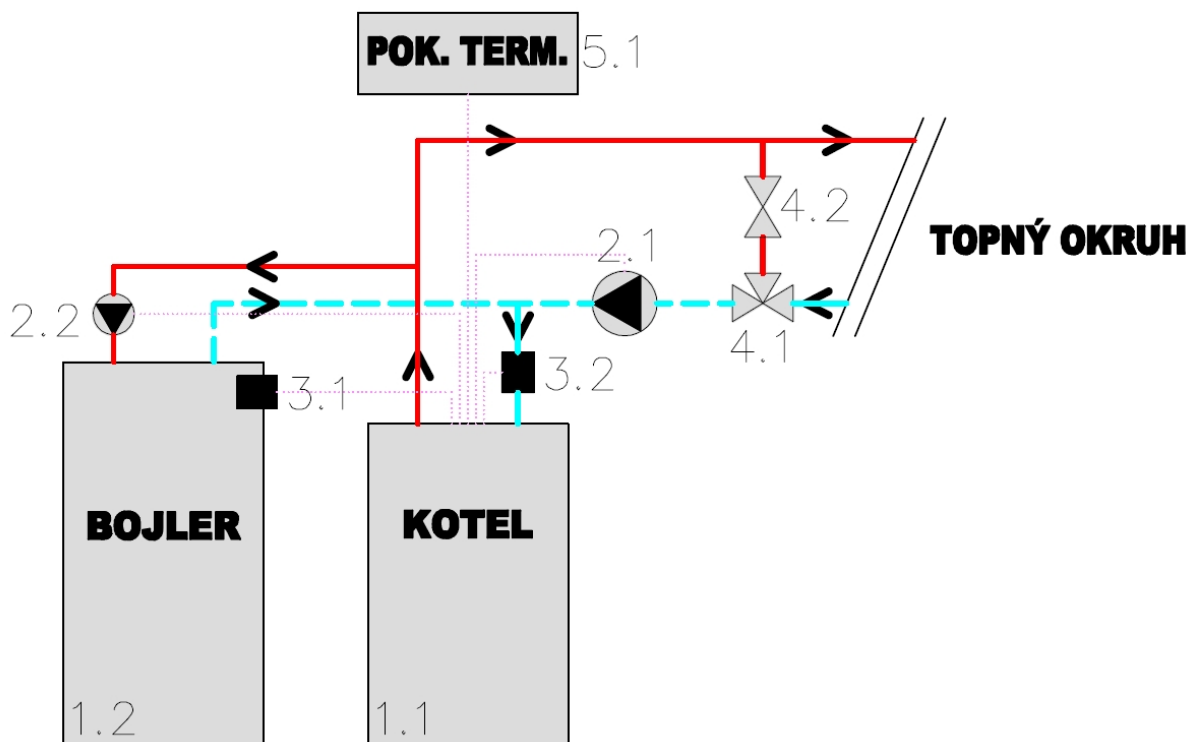 POK. TERM. 5.1
4.2
2.1
TOPNÝ OKRUH
2.2
4.1
3.1
3.2
BOJLER
KOTEL
1.2
1.1